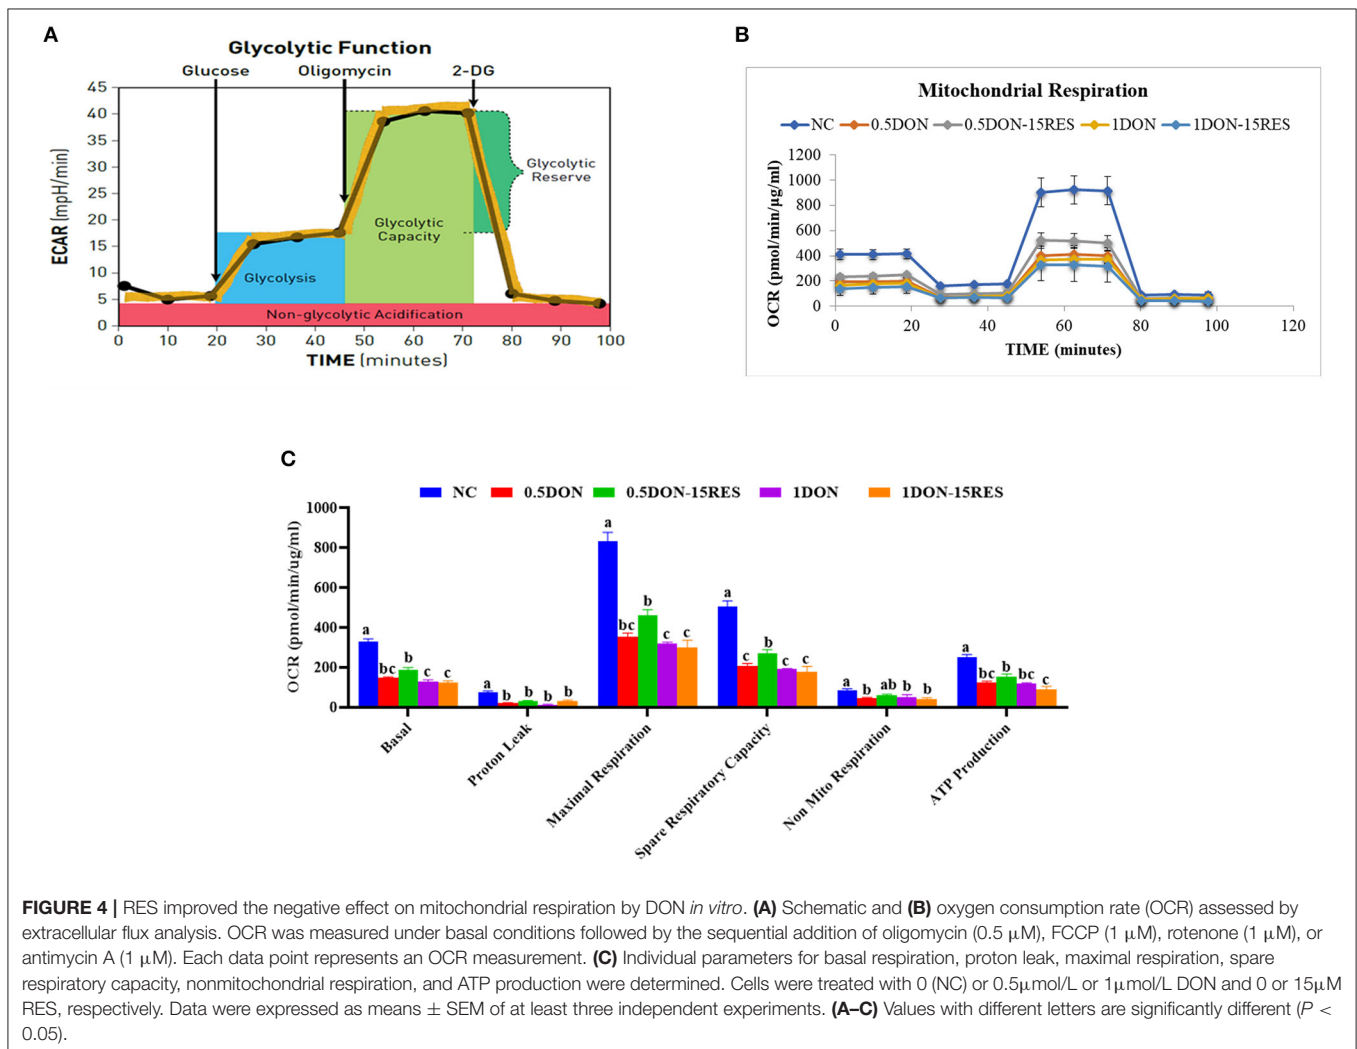 A
Glycolytic Function
Glucose
Oligomycin
2-DG
45
40
35
30
25
20
15
10
5
0
ECAR (mpH/min)
Glycolytic
Reserve
Glycolytic
Capacity
Glycolysis
Non-glycolytic Acidification
0 10 20 30 40 50 60 70 80 90 100
TIME (minutes)
B
Mitochondrial Respiration
NC 0.5DON 0.5DON-15RES 1DON 1DON-15RES
1200
1000
800
600
400
200
0
OCR (pmol/min/µg/ml)
0 20 40 60 80 100 120
TIME (minutes)
C
NC 0.5DON 0.5DON-15RES 1DON 1DON-15RES
1000
800
600
400
200
0
OCR (pmol/min/ug/ml)
a bc b c c
a b b b b
a bc b c c
a c b c c
a b ab b b
a bc b bc c
Basal
Proton Leak
Maximal Respiration
Spare Respiratory Capacity
Non Mito Respiration
ATP Production
FIGURE 4 | RES improved the negative effect on mitochondrial respiration by DON in vitro. (A) Schematic and (B) oxygen consumption rate (OCR) assessed by
extracellular flux analysis. OCR was measured under basal conditions followed by the sequential addition of oligomycin (0.5 µM), FCCP (1 µM), rotenone (1 µM), or
antimycin A (1 µM). Each data point represents an OCR measurement. (C) Individual parameters for basal respiration, proton leak, maximal respiration, spare
respiratory capacity, nonmitochondrial respiration, and ATP production were determined. Cells were treated with 0 (NC) or 0.5µmol/L or 1µmol/L DON and 0 or 15µM
RES, respectively. Data were expressed as means ± SEM of at least three independent experiments. (A–C) Values with different letters are significantly different (P <
0.05).